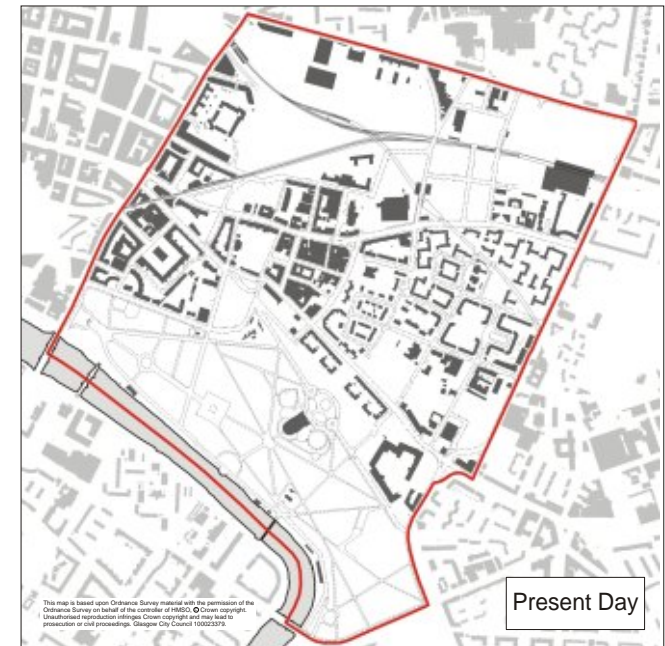 This map is based upon Ordnance Survey material with the permission of the
Ordnance Survey on behalf of the controller of HMSO, © Crown copyright.
Unauthorised reproduction infringes Crown copyright and may lead to
prosecution or civil proceedings. Glasgow City Council 100023379.
Present Day